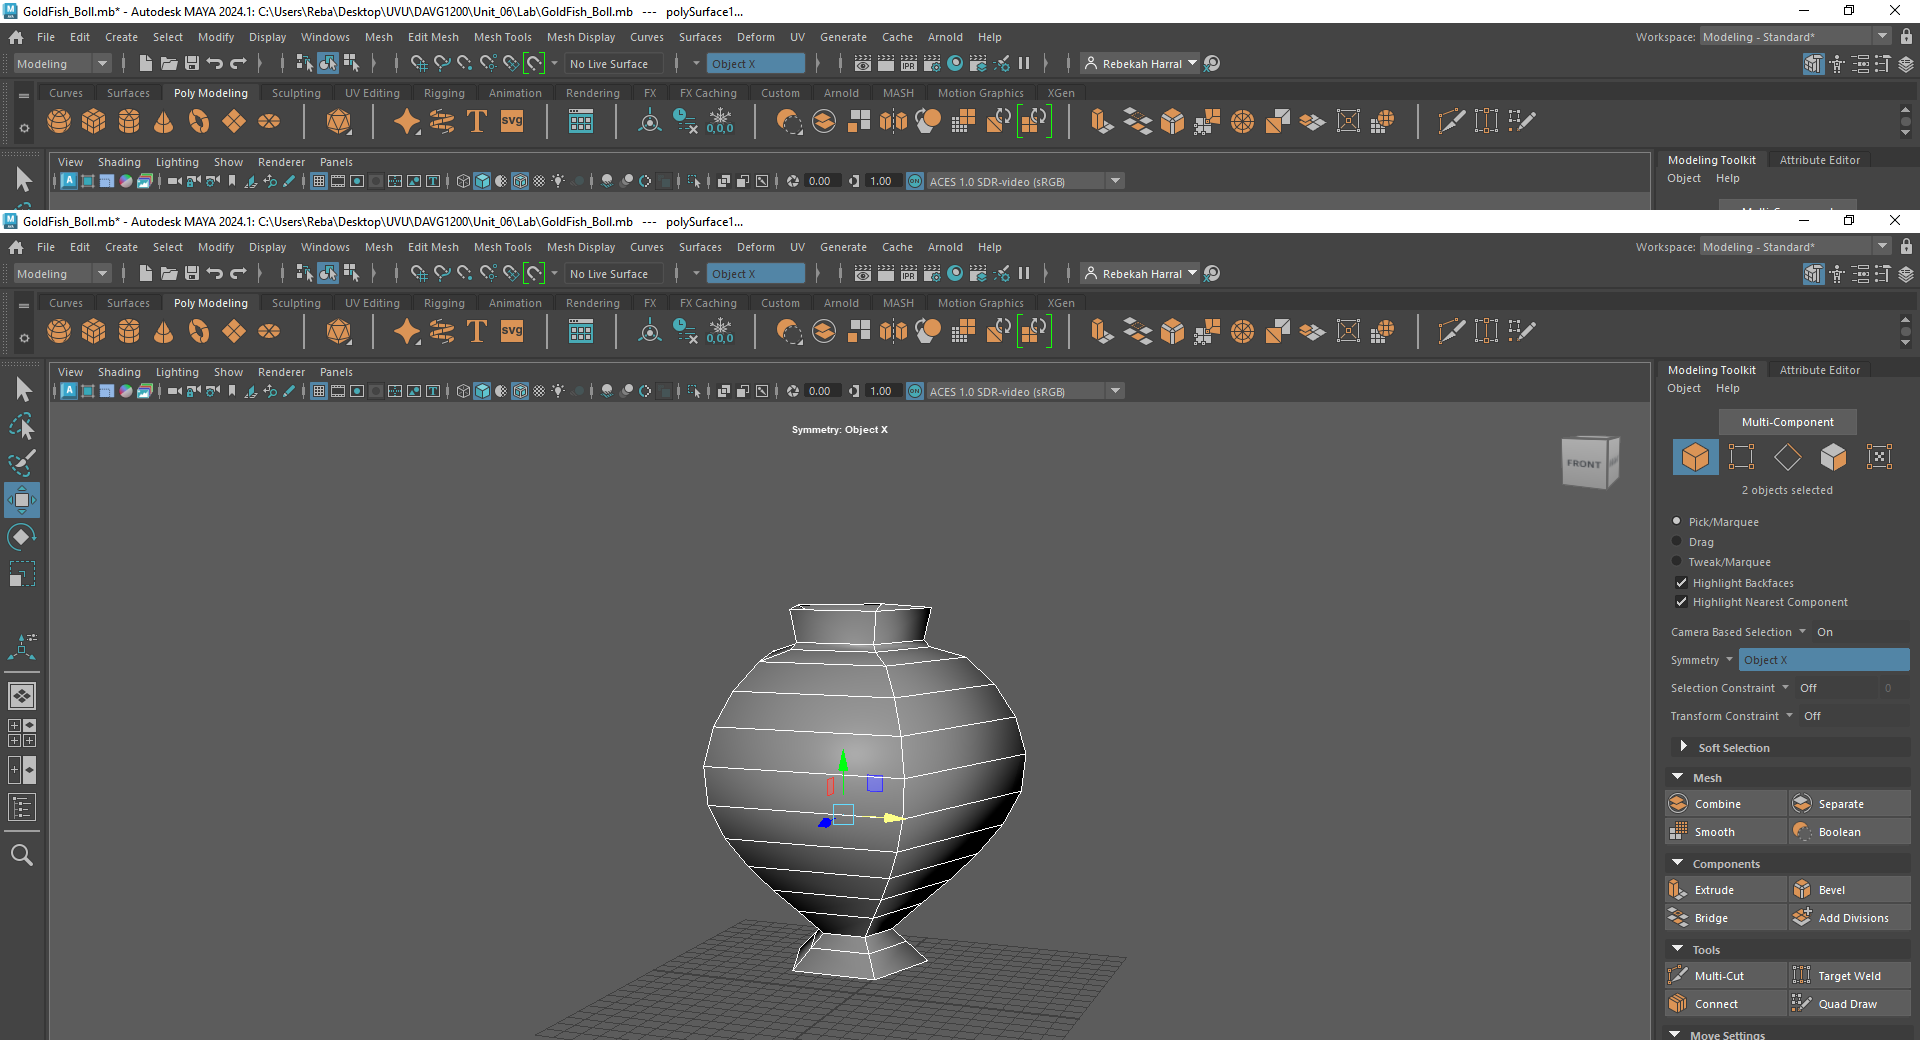 GoldFish_Boll.mb* - Autodesk MAYA 2024.1: C:\Users\Reba\Desktop\UVU\DAVG1200\Unit_06\Lab\GoldFish_Boll.mb --- polySurface1...
File Edit Create Select Modify Display Windows Mesh Edit Mesh Mesh Tools Mesh Display Curves Surfaces Deform UV Generate Cache Arnold Help Workspace: Modeling - Standard*
Modeling No Live Surface Object X Rebekah Harral
Curves Surfaces Poly Modeling Sculpting UV Editing Rigging Animation Rendering FX FX Caching Custom Arnold MASH Motion Graphics XGen
T SVG 0,0,0
View Shading Lighting Show Renderer Panels Modeling Toolkit Attribute Editor
0.00 1.00 ACES 1.0 SDR-video (sRGB) Object Help
GoldFish_Boll.mb* - Autodesk MAYA 2024.1: C:\Users\Reba\Desktop\UVU\DAVG1200\Unit_06\Lab\GoldFish_Boll.mb --- polySurface1...
File Edit Create Select Modify Display Windows Mesh Edit Mesh Mesh Tools Mesh Display Curves Surfaces Deform UV Generate Cache Arnold Help Workspace: Modeling - Standard*
Modeling No Live Surface Object X Rebekah Harral
Curves Surfaces Poly Modeling Sculpting UV Editing Rigging Animation Rendering FX FX Caching Custom Arnold MASH Motion Graphics XGen
T SVG 0,0,0
View Shading Lighting Show Renderer Panels Modeling Toolkit Attribute Editor
0.00 1.00 ACES 1.0 SDR-video (sRGB) Object Help
Symmetry: Object X
FRONT
Multi-Component
2 objects selected
Pick/Marquee
Drag
Tweak/Marquee
Highlight Backfaces
Highlight Nearest Component
Camera Based Selection On
Symmetry Object X
Selection Constraint Off 0
Transform Constraint Off
Soft Selection
Mesh
Combine Separate
Smooth Boolean
Components
Extrude Bevel
Bridge Add Divisions
Tools
Multi-Cut Target Weld
Connect Quad Draw
Move Settings